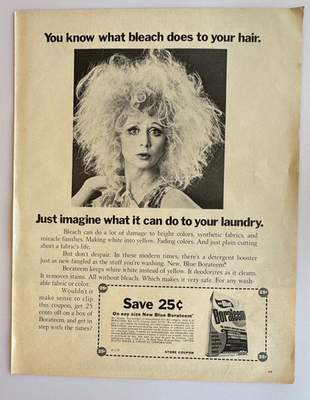 You know what bleach does to your hair.
Just imagine what it can do to your laundry.
Bleach can do a lot of damage to bright colors, synthetic fabrics, and
miracle finishes. Making white into yellow. Fading colors. And just plain cutting
short a fabric's life.
But don't despair. In these modern times, there's a detergent booster
just as new-fangled as the stuff you're washing. New, Blue Borateem®
Borateem keeps white white instead of yellow. It deodorizes as it cleans.
It removes stains. All without bleach. Which makes it very safe. For any wash-
able fabric or color.
Wouldn't it
make sense to clip
this coupon, get 25
cents off on a box of
Borateem, and get in
step with the times?
25¢
25¢
Save 25¢
On any size New Blue Borateem®
Borateem
STORE COUPON
25¢
25¢